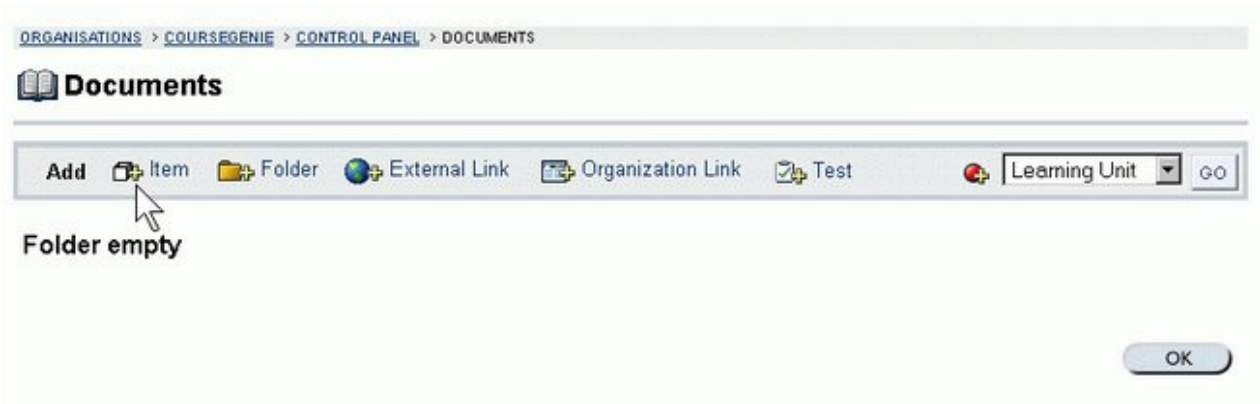 ORGANISATIONS > COURSEGENIE > CONTROL PANEL > DOCUMENTS
Documents
Add Item Folder External Link Organization Link Test Learning Unit GO
Folder empty
OK